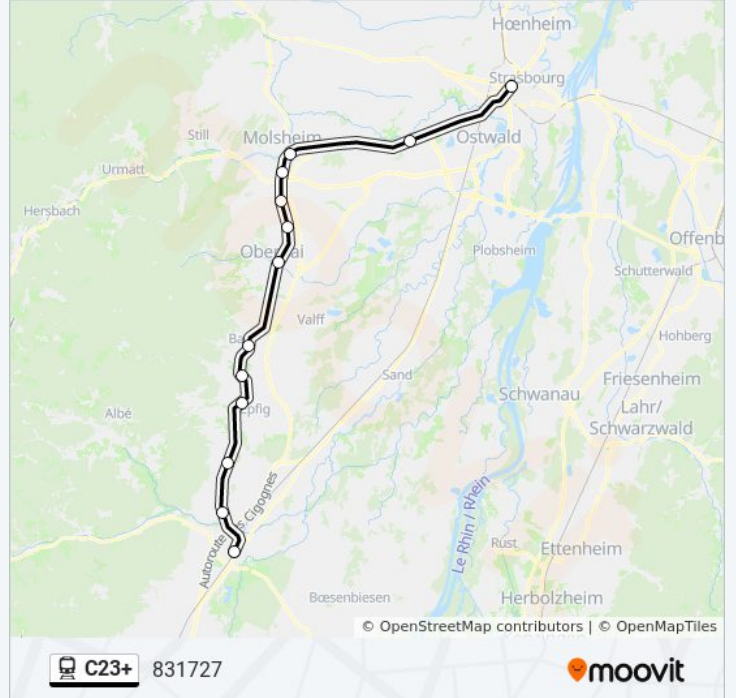 Hœnheim
Strasbourg
Ostwald
Molsheim
Still
Urmatt
Hersbach
Plobsheim
Offenb
Schutterwald
Valff
Hohberg
Sand
Friesenheim
Schwanau
Lahr/
Schwarzwald
Albé
Autoroute
Cigognes
Le Rhin / Rhein
Rust
Ettenheim
Bœsenbiesen
Herbolzheim
© OpenStreetMap contributors | © OpenMapTiles
C23+ 831727
moovit